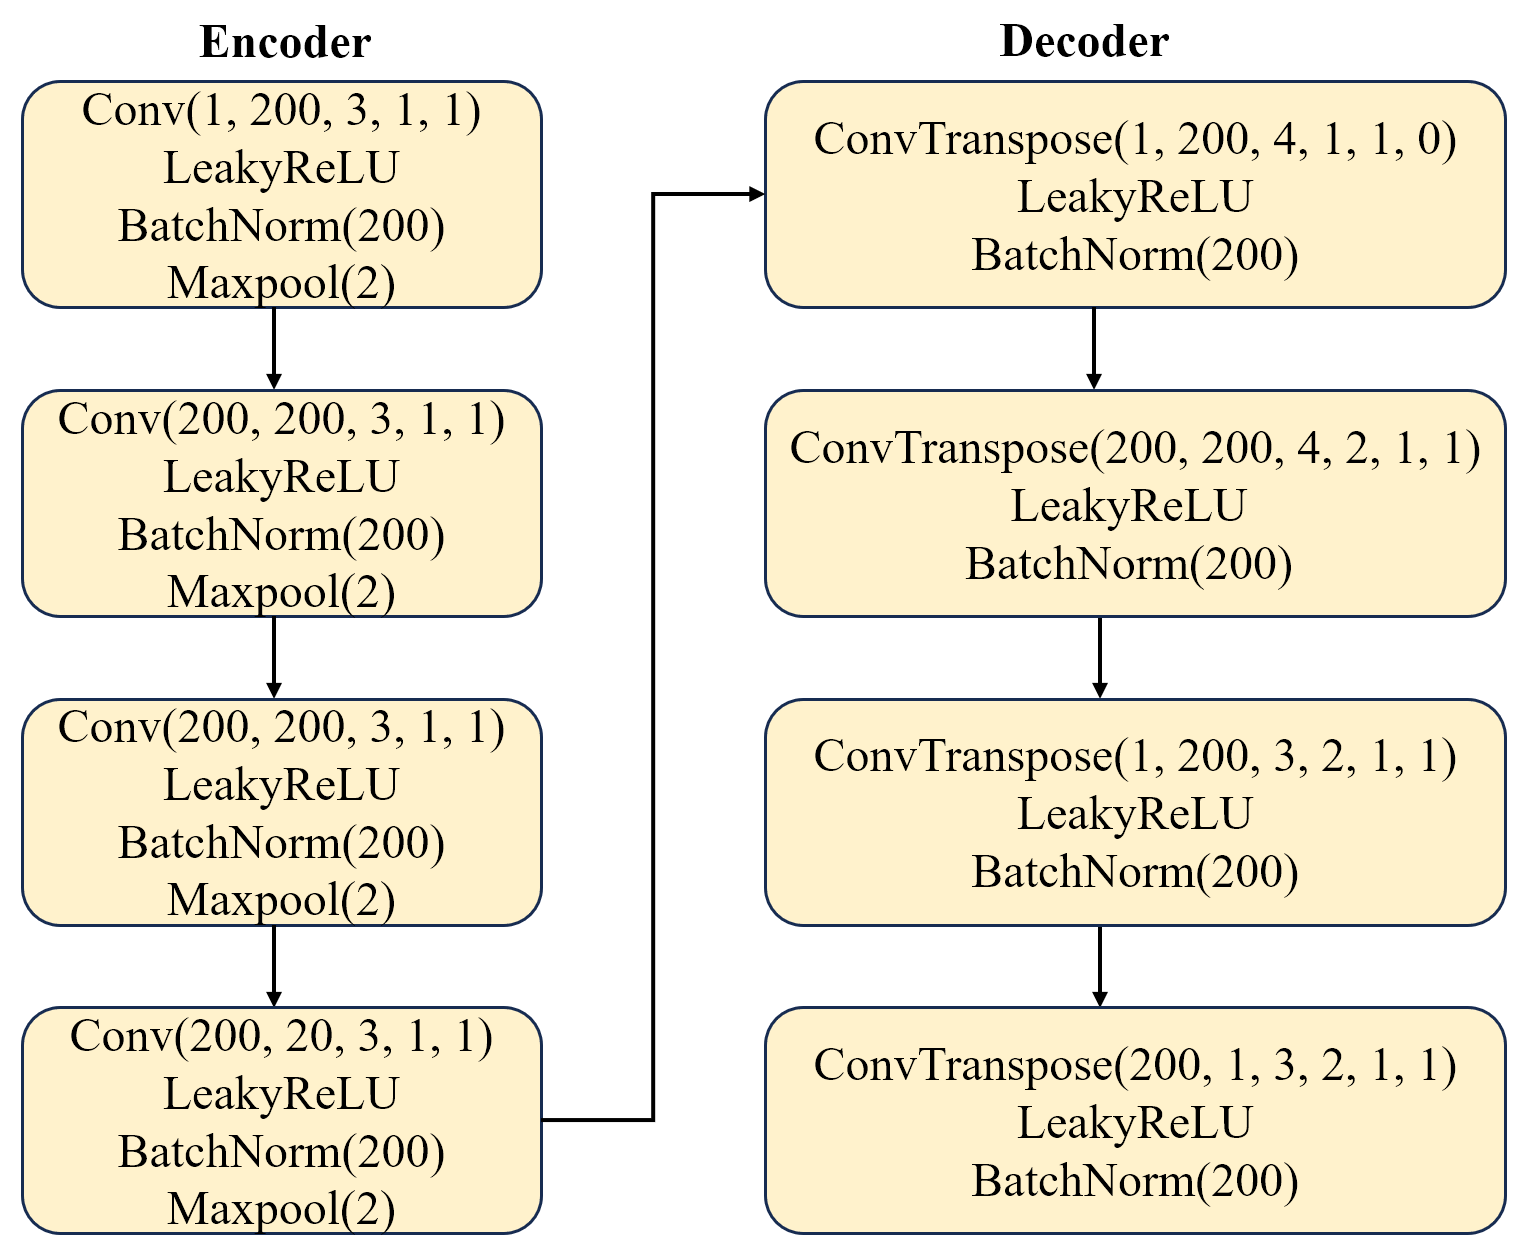 Encoder
Conv(1, 200, 3, 1, 1)
LeakyReLU
BatchNorm(200)
Maxpool(2)
Conv(200, 200, 3, 1, 1)
LeakyReLU
BatchNorm(200)
Maxpool(2)
Conv(200, 200, 3, 1, 1)
LeakyReLU
BatchNorm(200)
Maxpool(2)
Conv(200, 20, 3, 1, 1)
LeakyReLU
BatchNorm(200)
Maxpool(2)
Decoder
ConvTranspose(1, 200, 4, 1, 1, 0)
LeakyReLU
BatchNorm(200)
ConvTranspose(200, 200, 4, 2, 1, 1)
LeakyReLU
BatchNorm(200)
ConvTranspose(1, 200, 3, 2, 1, 1)
LeakyReLU
BatchNorm(200)
ConvTranspose(200, 1, 3, 2, 1, 1)
LeakyReLU
BatchNorm(200)